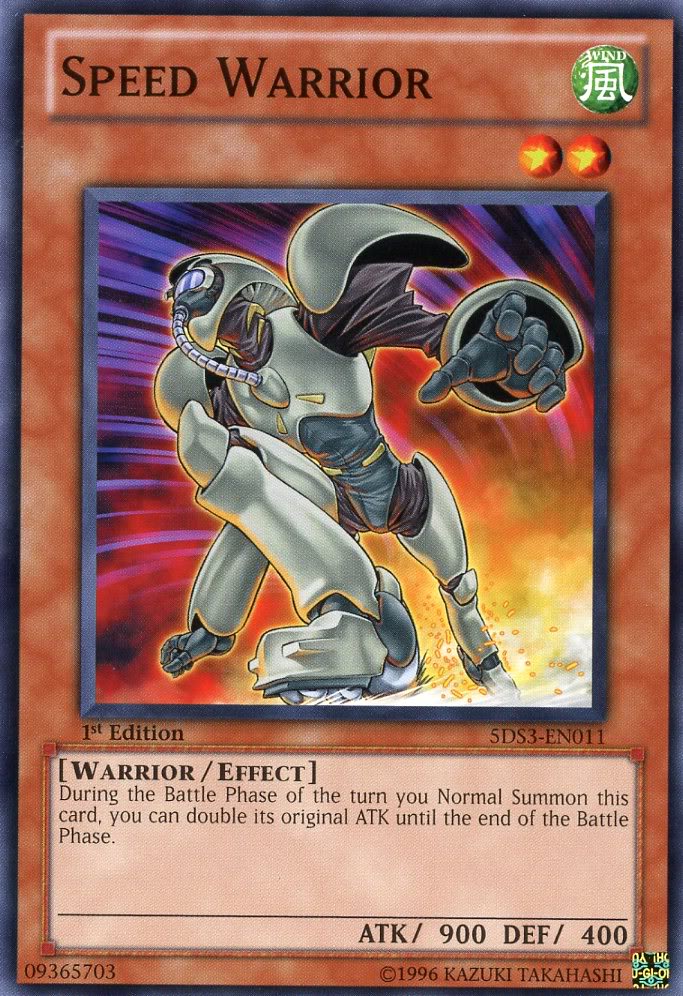 SPEED WARRIOR
WIND
風
1st Edition
5DS3-EN011
[WARRIOR/EFFECT]
During the Battle Phase of the turn you Normal Summon this
card, you can double its original ATK until the end of the Battle
Phase.
ATK/ 900 DEF/ 400
09365703
©1996 KAZUKI TAKAHASHI